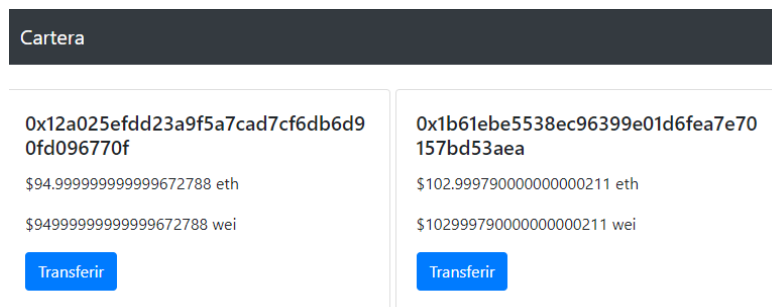 Cartera
0x12a025efdd23a9f5a7cad7cf6db6d9
0fd096770f
$94.999999999999672788 eth
$94999999999999672788 wei
Transferir
0x1b61ebe5538ec96399e01d6fea7e70
157bd53aea
$102.999790000000000211 eth
$102999790000000000211 wei
Transferir